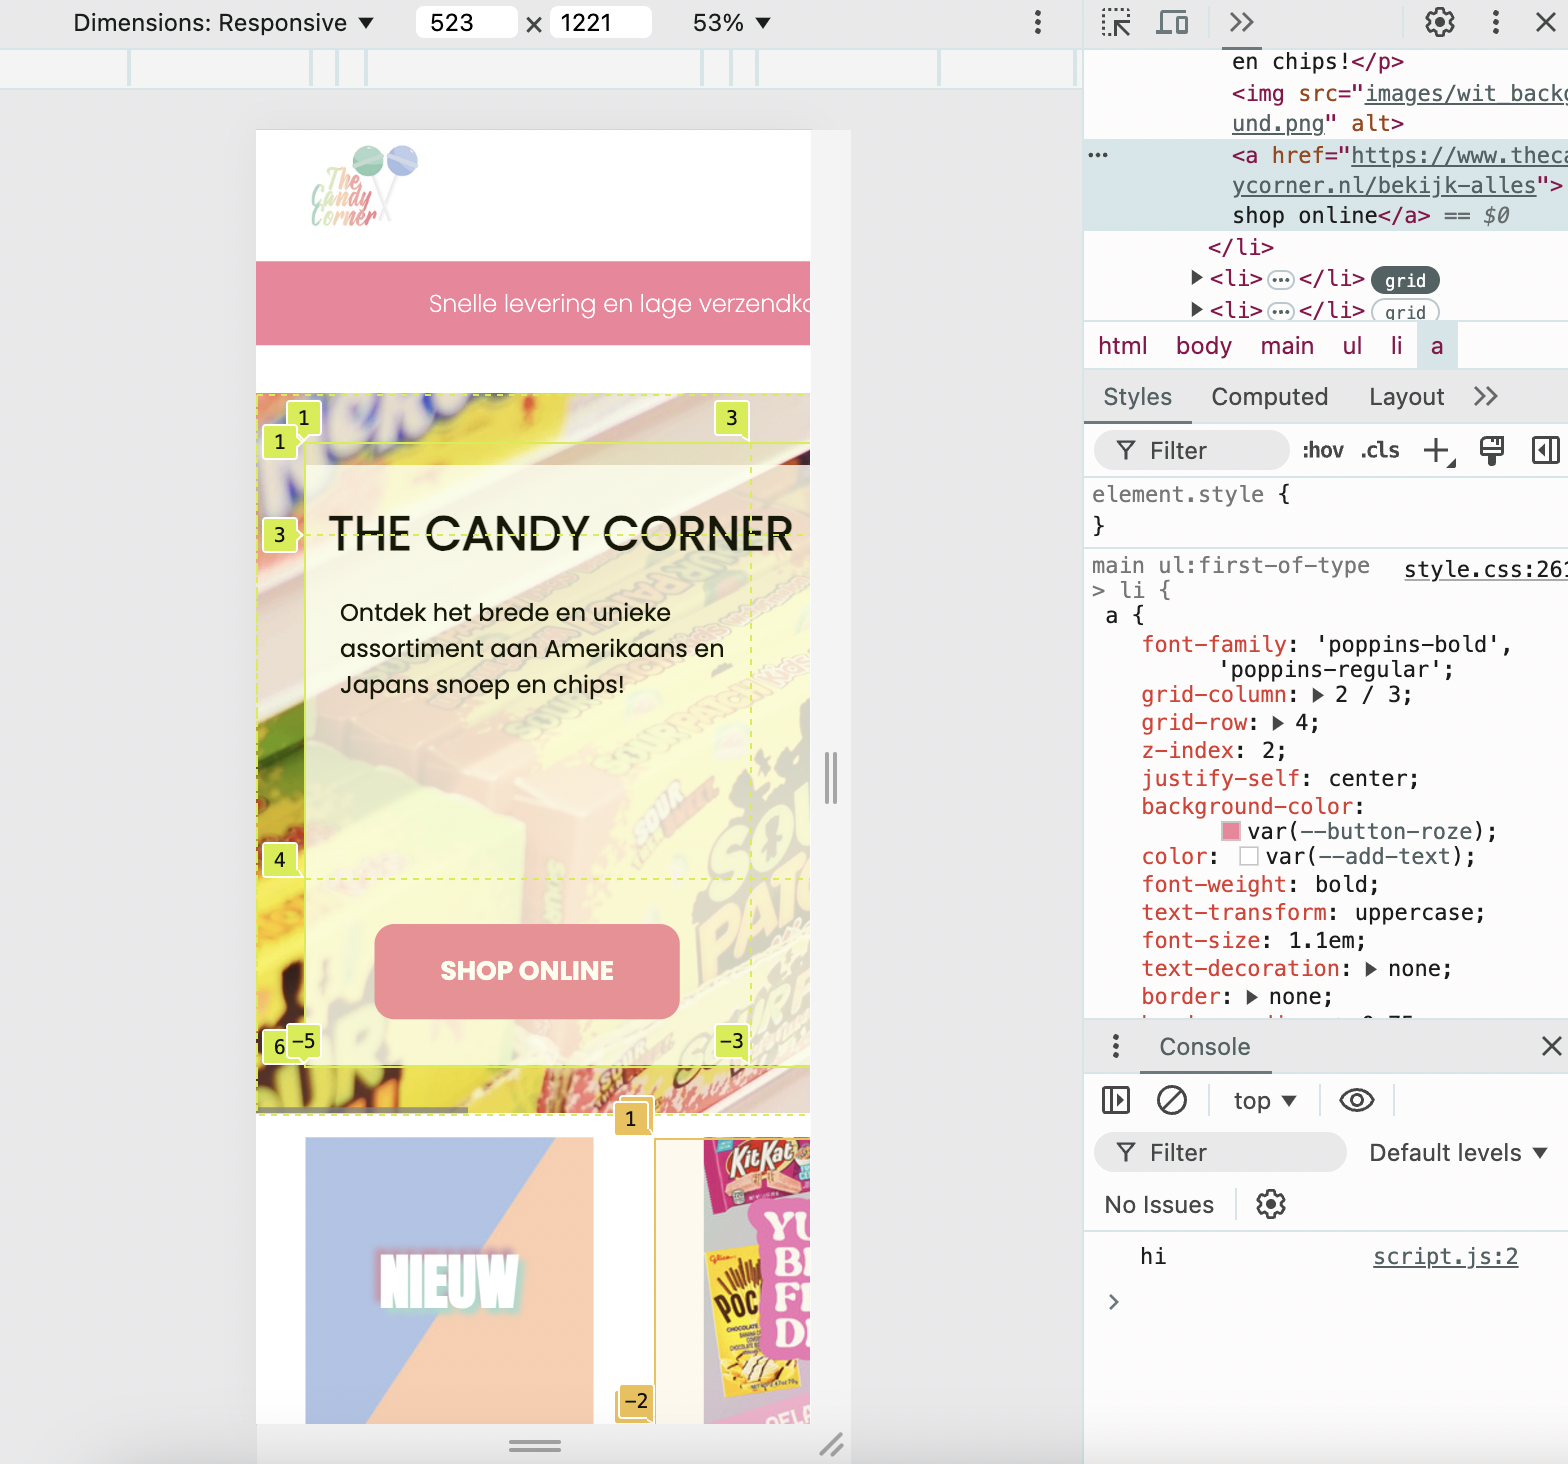 Dimensions: Responsive ▼ 523 × 1221 53% ▼
The
Candy
Corner
Snelle levering en lage verzendko
1
1
3
THE CANDY CORNER
3
Ontdek het brede en unieke
assortiment aan Amerikaans en
Japans snoep en chips!
4
SHOP ONLINE
6
-5
-3
1
NIEUW
KitKat
-2
en chips!</p>
<img src="images/wit_backg
und.png" alt>
<a href="https://www.theca
ycorner.nl/bekijk-alles">
shop online</a> == $0
</li>
▶<li>…</li> grid
▶<li>…</li> grid
html body main ul li a
Styles Computed Layout
Filter :hov .cls
element.style {
}
main ul:first-of-type style.css:261
> li {
a {
font-family: 'poppins-bold',
'poppins-regular';
grid-column: ▶ 2 / 3;
grid-row: ▶ 4;
z-index: 2;
justify-self: center;
background-color:
var(--button-roze);
color: var(--add-text);
font-weight: bold;
text-transform: uppercase;
font-size: 1.1em;
text-decoration: ▶ none;
border: ▶ none;
Console
top ▼
Filter Default levels ▼
No Issues
hi script.js:2